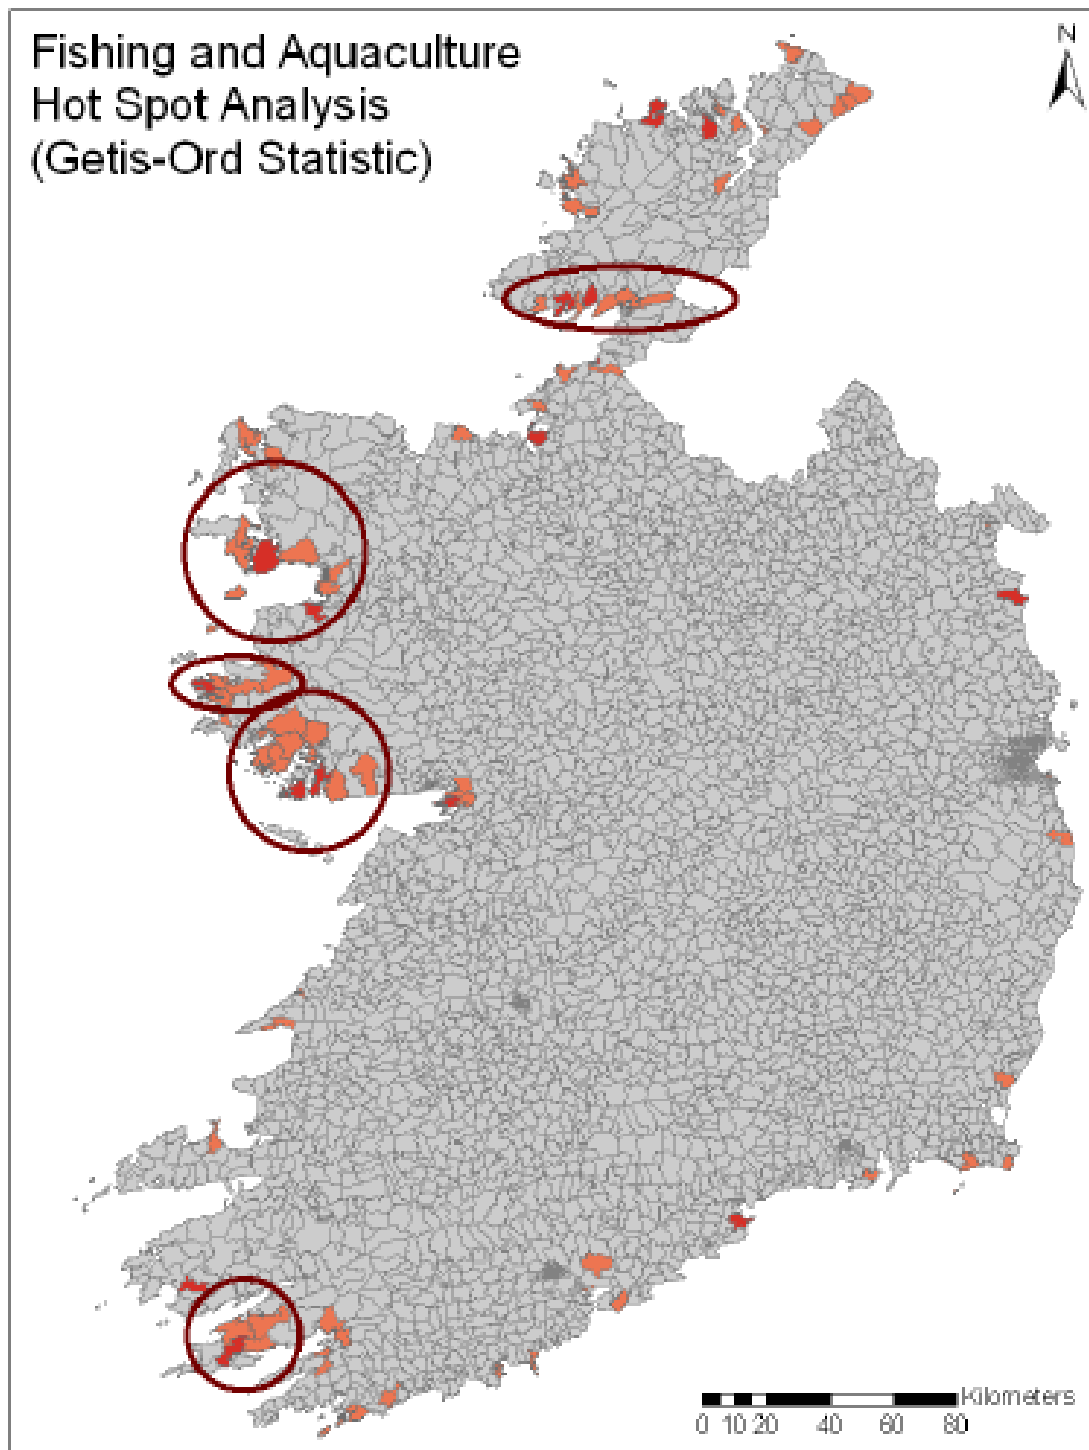 Fishing and Aquaculture
Hot Spot Analysis
(Getis-Ord Statistic)
N
Kilometers
0 10 20 40 60 80